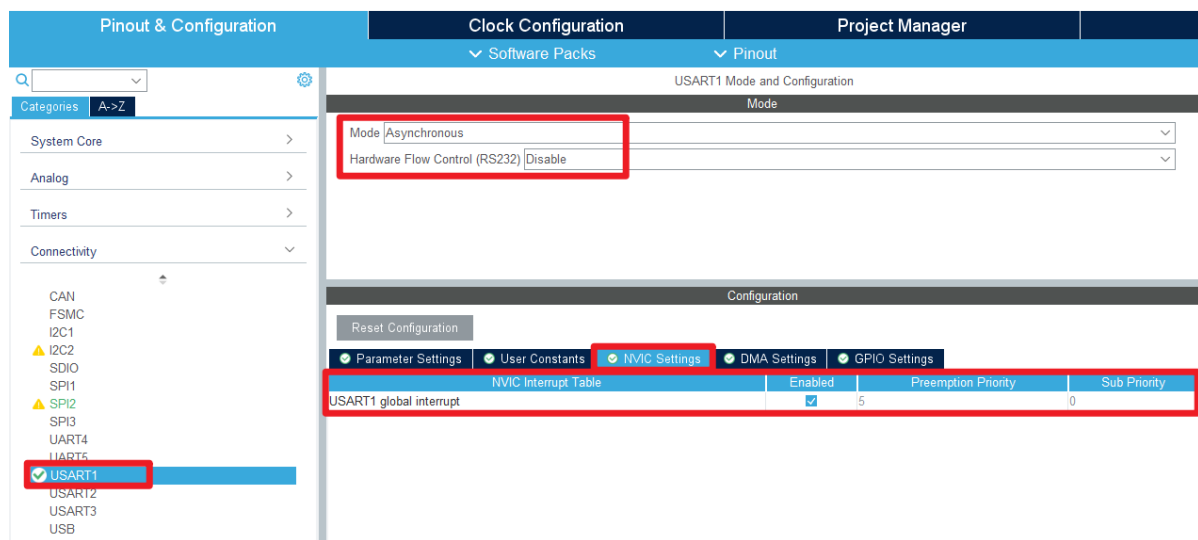 Pinout & Configuration
Clock Configuration
Project Manager
Software Packs
Pinout
Categories
A->Z
System Core
Analog
Timers
Connectivity
CAN
FSMC
I2C1
I2C2
SDIO
SPI1
SPI2
SPI3
UART4
UART5
USART1
USART2
USART3
USB
USART1 Mode and Configuration
Mode
Mode Asynchronous
Hardware Flow Control (RS232) Disable
Configuration
Reset Configuration
Parameter Settings
User Constants
NVIC Settings
DMA Settings
GPIO Settings
NVIC Interrupt Table Enabled Preemption Priority Sub Priority
USART1 global interrupt 5 0